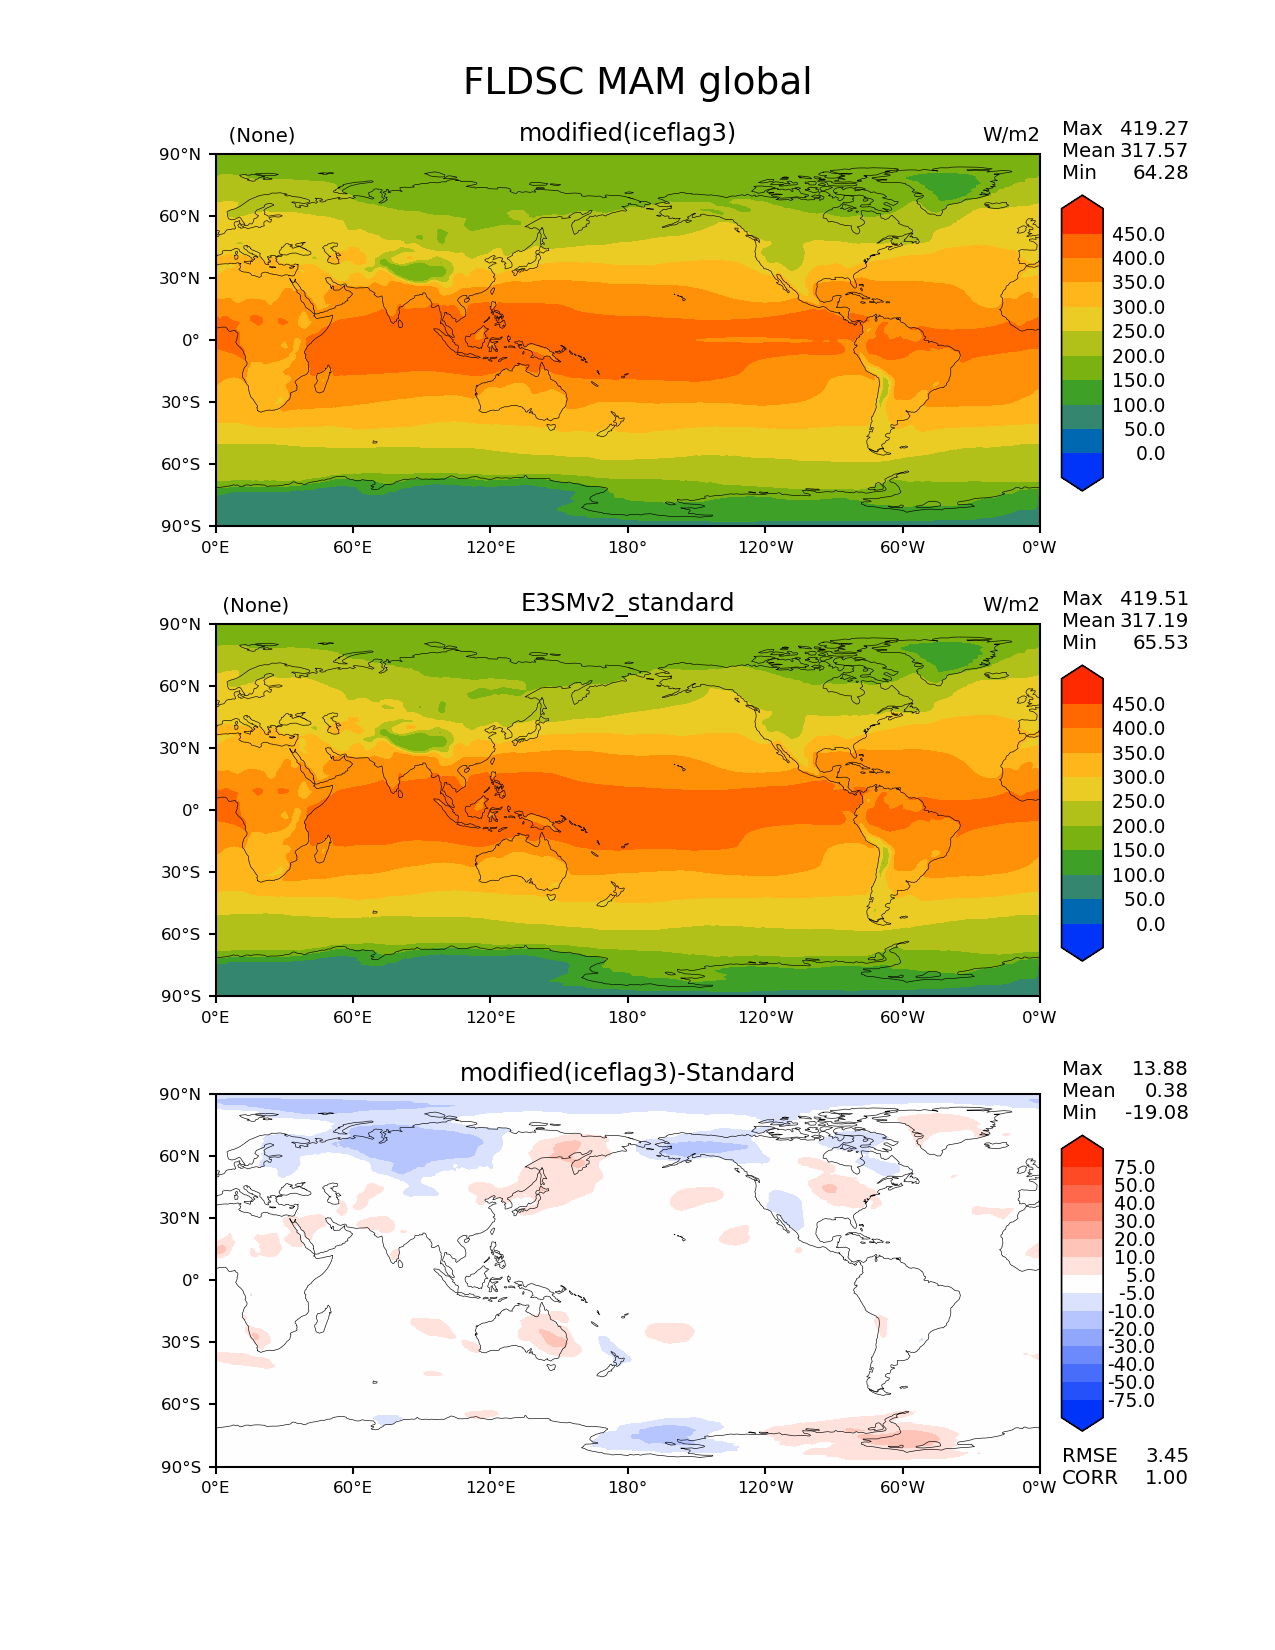 FLDSC MAM global
(None) modified(iceflag3) W/m2
Max 419.27
Mean 317.57
Min 64.28
90°N
60°N
30°N
0°
30°S
60°S
90°S
0°E 60°E 120°E 180° 120°W 60°W 0°W
450.0
400.0
350.0
300.0
250.0
200.0
150.0
100.0
50.0
0.0
(None) E3SMv2_standard W/m2
Max 419.51
Mean 317.19
Min 65.53
90°N
60°N
30°N
0°
30°S
60°S
90°S
0°E 60°E 120°E 180° 120°W 60°W 0°W
450.0
400.0
350.0
300.0
250.0
200.0
150.0
100.0
50.0
0.0
modified(iceflag3)-Standard
Max 13.88
Mean 0.38
Min -19.08
90°N
60°N
30°N
0°
30°S
60°S
90°S
0°E 60°E 120°E 180° 120°W 60°W 0°W
75.0
50.0
40.0
30.0
20.0
10.0
5.0
-5.0
-10.0
-20.0
-30.0
-40.0
-50.0
-75.0
RMSE 3.45
CORR 1.00